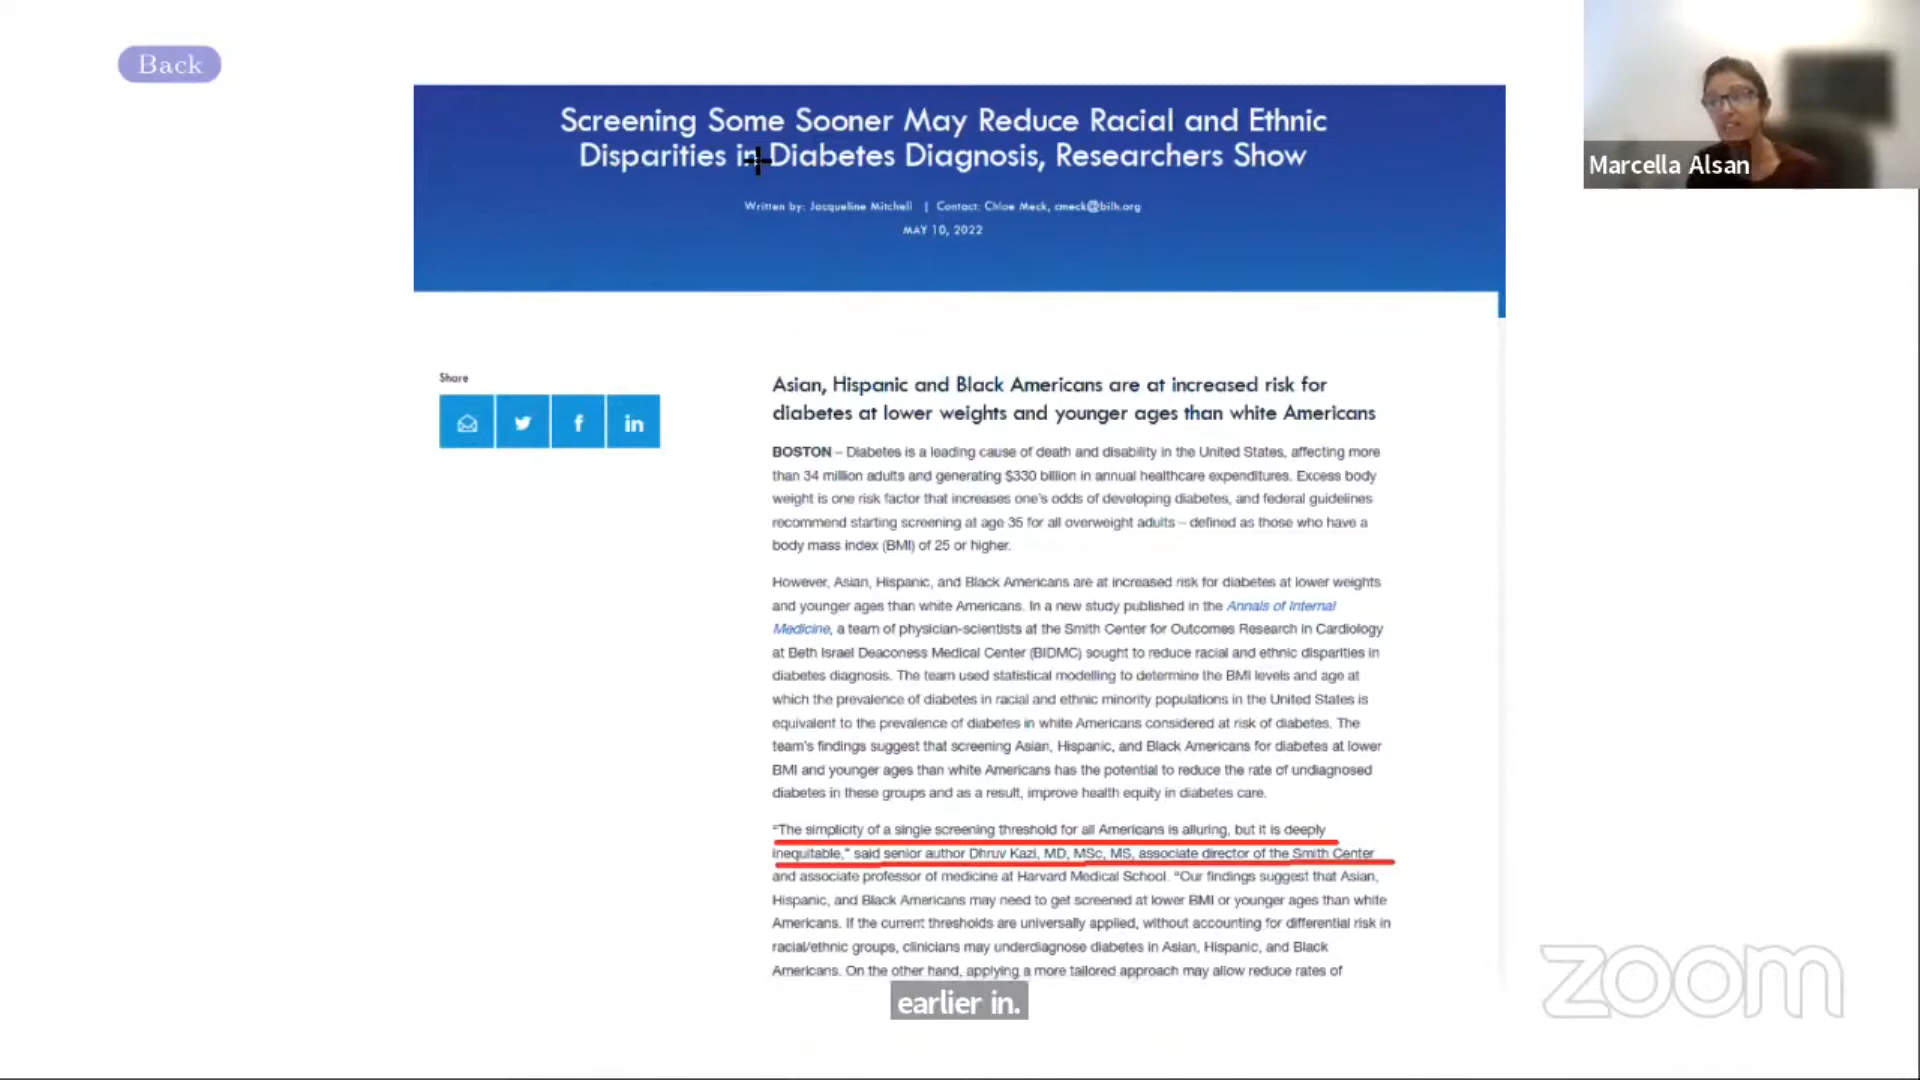 Back
Screening Some Sooner May Reduce Racial and Ethnic
Disparities in Diabetes Diagnosis, Researchers Show
Written by: Jacqueline Mitchell | Contact: Chloe Meck, cmeck@bilh.org
MAY 10, 2022
Marcella Alsan
Share
f
in
Asian, Hispanic and Black Americans are at increased risk for
diabetes at lower weights and younger ages than white Americans
BOSTON – Diabetes is a leading cause of death and disability in the United States, affecting more
than 34 million adults and generating $330 billion in annual healthcare expenditures. Excess body
weight is one risk factor that increases one's odds of developing diabetes, and federal guidelines
recommend starting screening at age 35 for all overweight adults – defined as those who have a
body mass index (BMI) of 25 or higher.
However, Asian, Hispanic, and Black Americans are at increased risk for diabetes at lower weights
and younger ages than white Americans. In a new study published in the Annals of Internal
Medicine, a team of physician-scientists at the Smith Center for Outcomes Research in Cardiology
at Beth Israel Deaconess Medical Center (BIDMC) sought to reduce racial and ethnic disparities in
diabetes diagnosis. The team used statistical modelling to determine the BMI levels and age at
which the prevalence of diabetes in racial and ethnic minority populations in the United States is
equivalent to the prevalence of diabetes in white Americans considered at risk of diabetes. The
team's findings suggest that screening Asian, Hispanic, and Black Americans for diabetes at lower
BMI and younger ages than white Americans has the potential to reduce the rate of undiagnosed
diabetes in these groups and as a result, improve health equity in diabetes care.
"The simplicity of a single screening threshold for all Americans is alluring, but it is deeply
inequitable," said senior author Dhruv Kazi, MD, MSc, MS, associate director of the Smith Center
and associate professor of medicine at Harvard Medical School. "Our findings suggest that Asian,
Hispanic, and Black Americans may need to get screened at lower BMI or younger ages than white
Americans. If the current thresholds are universally applied, without accounting for differential risk in
racial/ethnic groups, clinicians may underdiagnose diabetes in Asian, Hispanic, and Black
Americans. On the other hand, applying a more tailored approach may allow reduce rates of
earlier in.
zoom